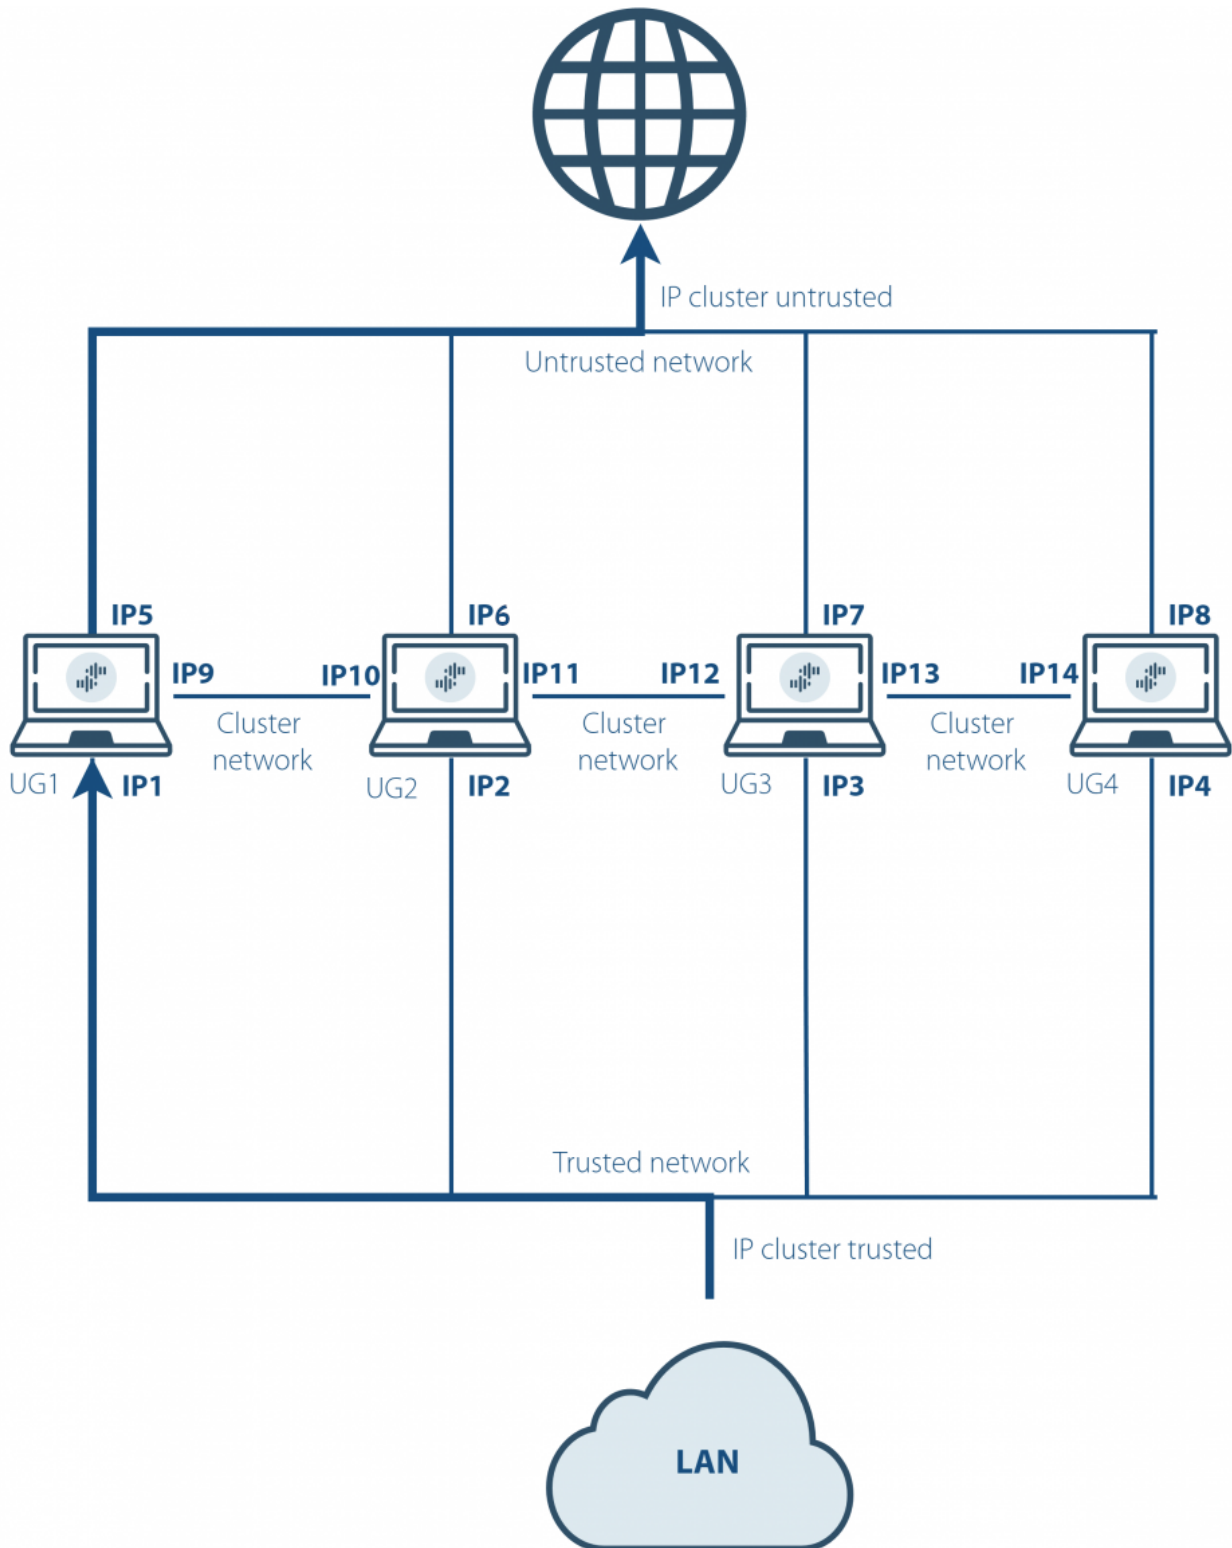 IP cluster untrusted
Untrusted network
IP5
IP6
IP7
IP8
IP9
IP10
IP11
IP12
IP13
IP14
Cluster
network
Cluster
network
Cluster
network
UG1
IP1
UG2
IP2
UG3
IP3
UG4
IP4
Trusted network
IP cluster trusted
LAN